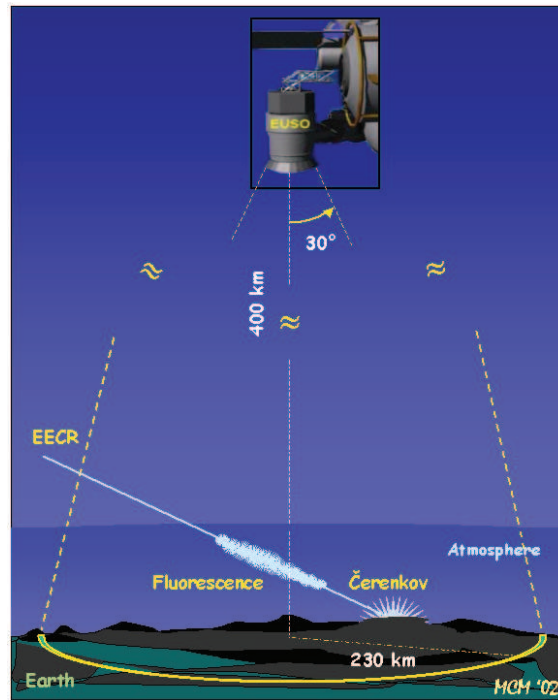 EUSO
30°
400 km
≈
≈
≈
EECR
Atmosphere
Fluorescence
Čerenkov
230 km
Earth
MCM '02